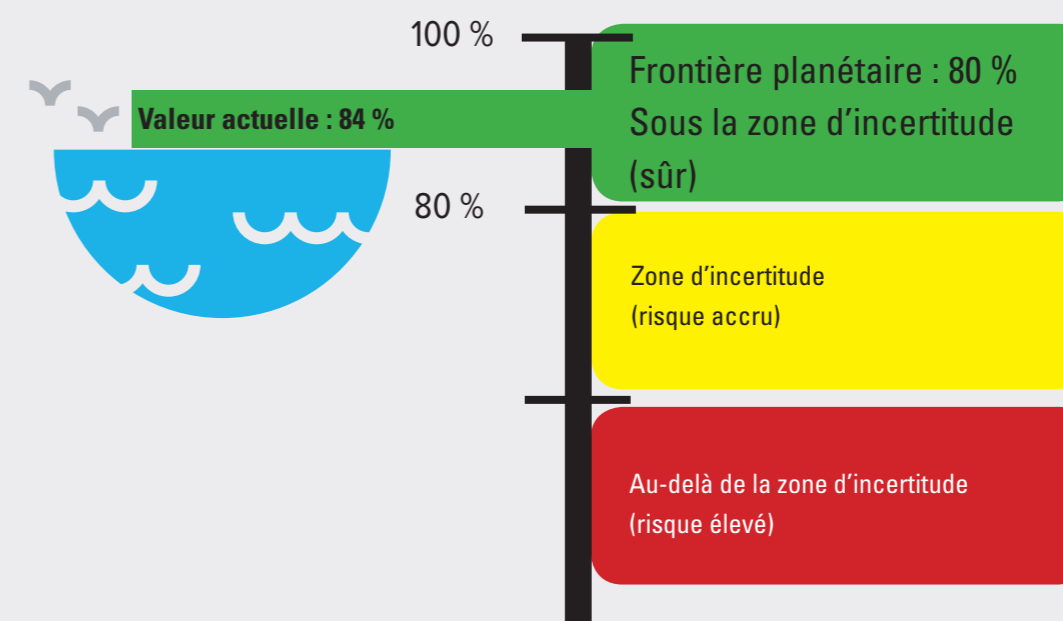 100 %
Frontière planétaire : 80 %
Sous la zone d’incertitude
(sûr)
Valeur actuelle : 84 %
80 %
Zone d’incertitude
(risque accru)
Au-delà de la zone d’incertitude
(risque élevé)